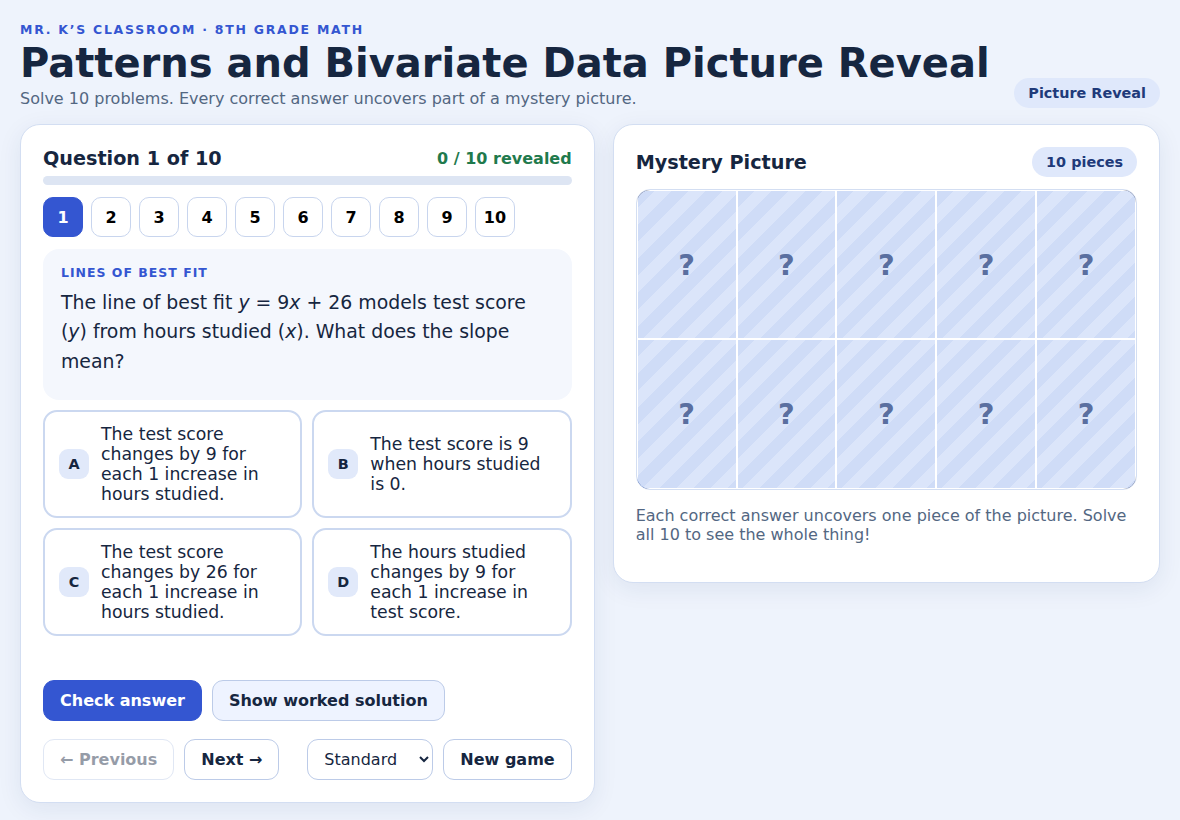 MR. K’S CLASSROOM · 8TH GRADE MATH
Patterns and Bivariate Data Picture Reveal
Solve 10 problems. Every correct answer uncovers part of a mystery picture.
Picture Reveal
Question 1 of 10
0 / 10 revealed
1 2 3 4 5 6 7 8 9 10
LINES OF BEST FIT
The line of best fit y = 9x + 26 models test score
(y) from hours studied (x). What does the slope
mean?
A
The test score
changes by 9 for
each 1 increase in
hours studied.
B
The test score is 9
when hours studied
is 0.
C
The test score
changes by 26 for
each 1 increase in
hours studied.
D
The hours studied
changes by 9 for
each 1 increase in
test score.
Check answer
Show worked solution
← Previous
Next →
Standard
New game
Mystery Picture
10 pieces
? ? ? ? ?
? ? ? ? ?
Each correct answer uncovers one piece of the picture. Solve
all 10 to see the whole thing!